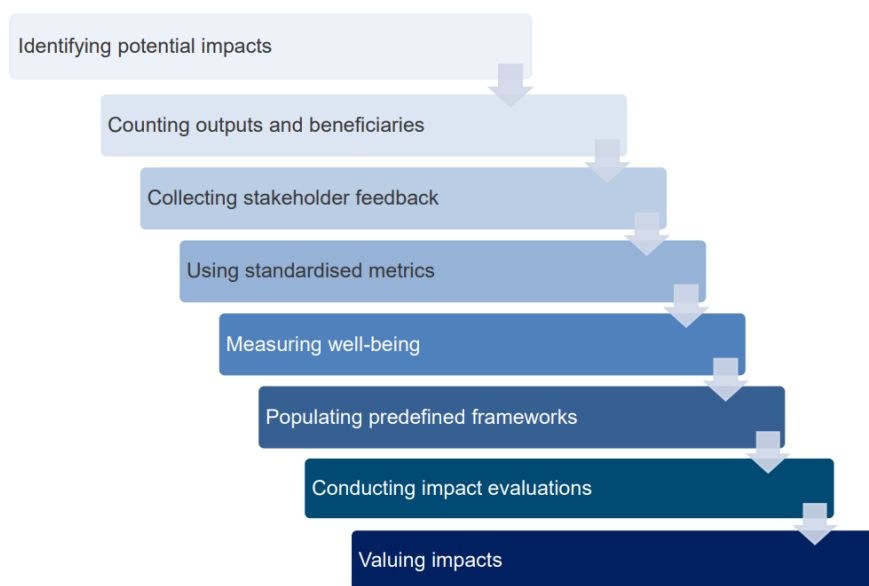 Identifying potential impacts
Counting outputs and beneficiaries
Collecting stakeholder feedback
Using standardised metrics
Measuring well-being
Populating predefined frameworks
Conducting impact evaluations
Valuing impacts